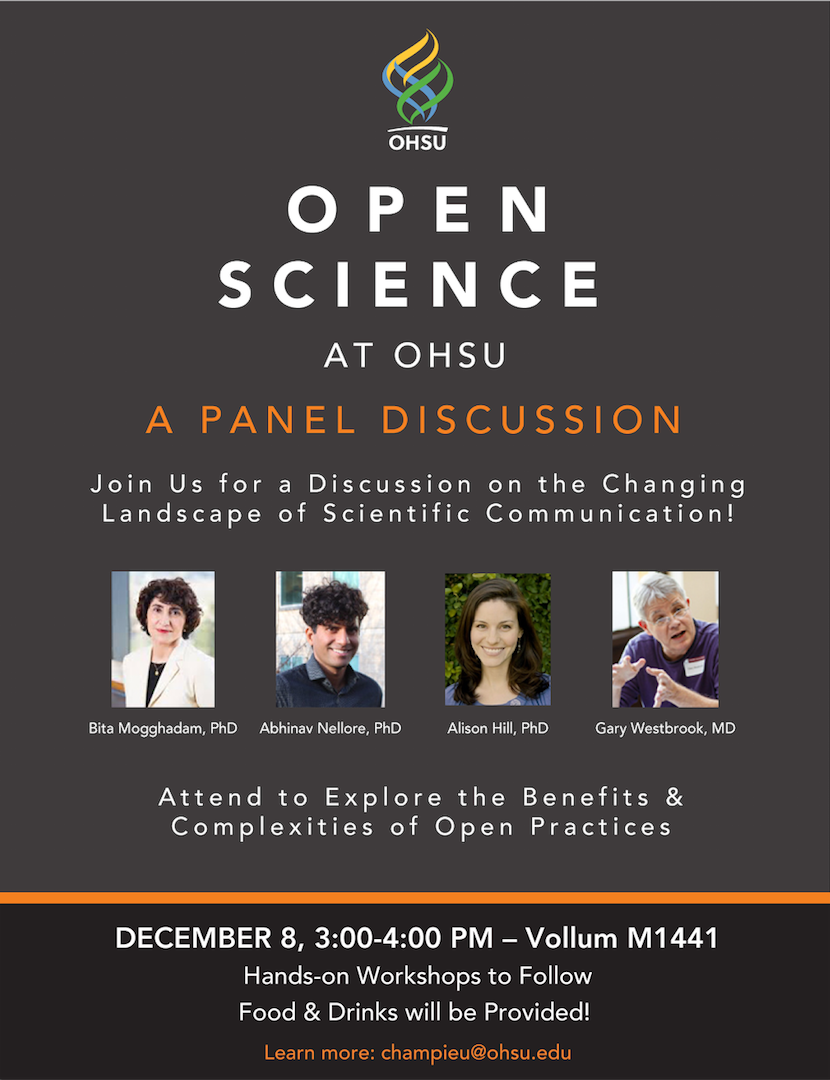 OHSU
OPEN
SCIENCE
AT OHSU
A PANEL DISCUSSION
Join Us for a Discussion on the Changing
Landscape of Scientific Communication!
Bita Mogghadam, PhD
Abhinav Nellore, PhD
Alison Hill, PhD
Gary Westbrook, MD
Attend to Explore the Benefits &
Complexities of Open Practices
DECEMBER 8, 3:00-4:00 PM – Vollum M1441
Hands-on Workshops to Follow
Food & Drinks will be Provided!
Learn more: champieu@ohsu.edu